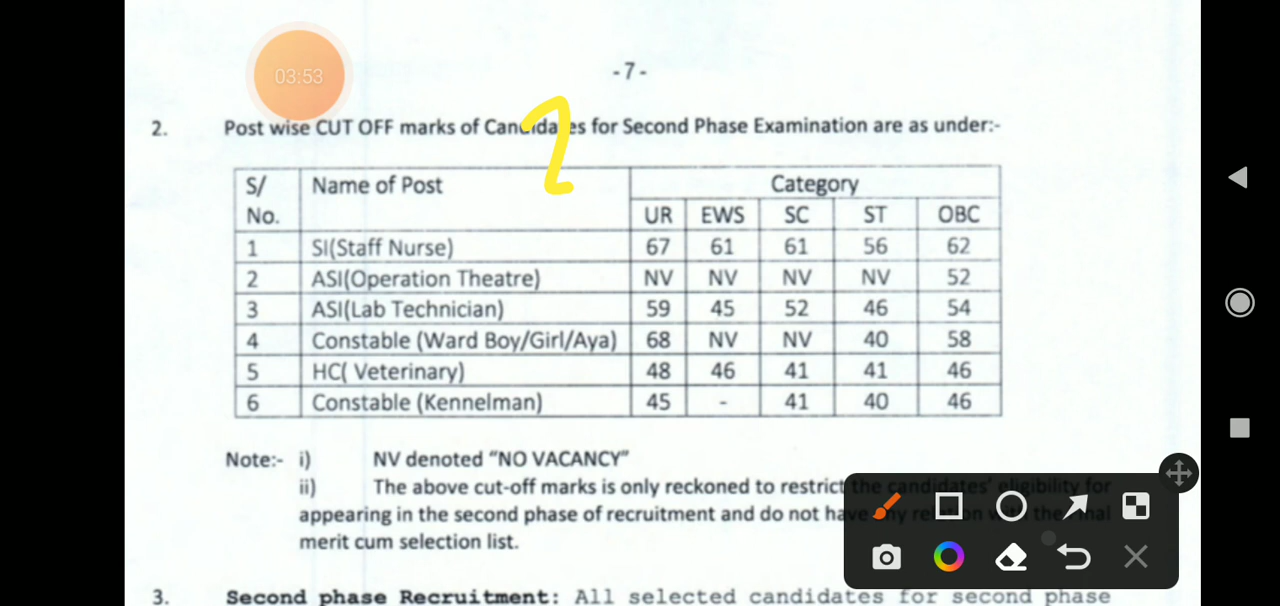 03:53
- 7 -
2. Post wise CUT OFF marks of Candidates for Second Phase Examination are as under:-
S/ No. Name of Post Category
UR EWS SC ST OBC
1 SI(Staff Nurse) 67 61 61 56 62
2 ASI(Operation Theatre) NV NV NV NV 52
3 ASI(Lab Technician) 59 45 52 46 54
4 Constable (Ward Boy/Girl/Aya) 68 NV NV 40 58
5 HC( Veterinary) 48 46 41 41 46
6 Constable (Kennelman) 45 - 41 40 46
Note:- i) NV denoted “NO VACANCY”
ii) The above cut-off marks is only reckoned to restrict the candidates' eligibility for
appearing in the second phase of recruitment and do not have any relation with the final
merit cum selection list.
3. Second phase Recruitment: All selected candidates for second phase